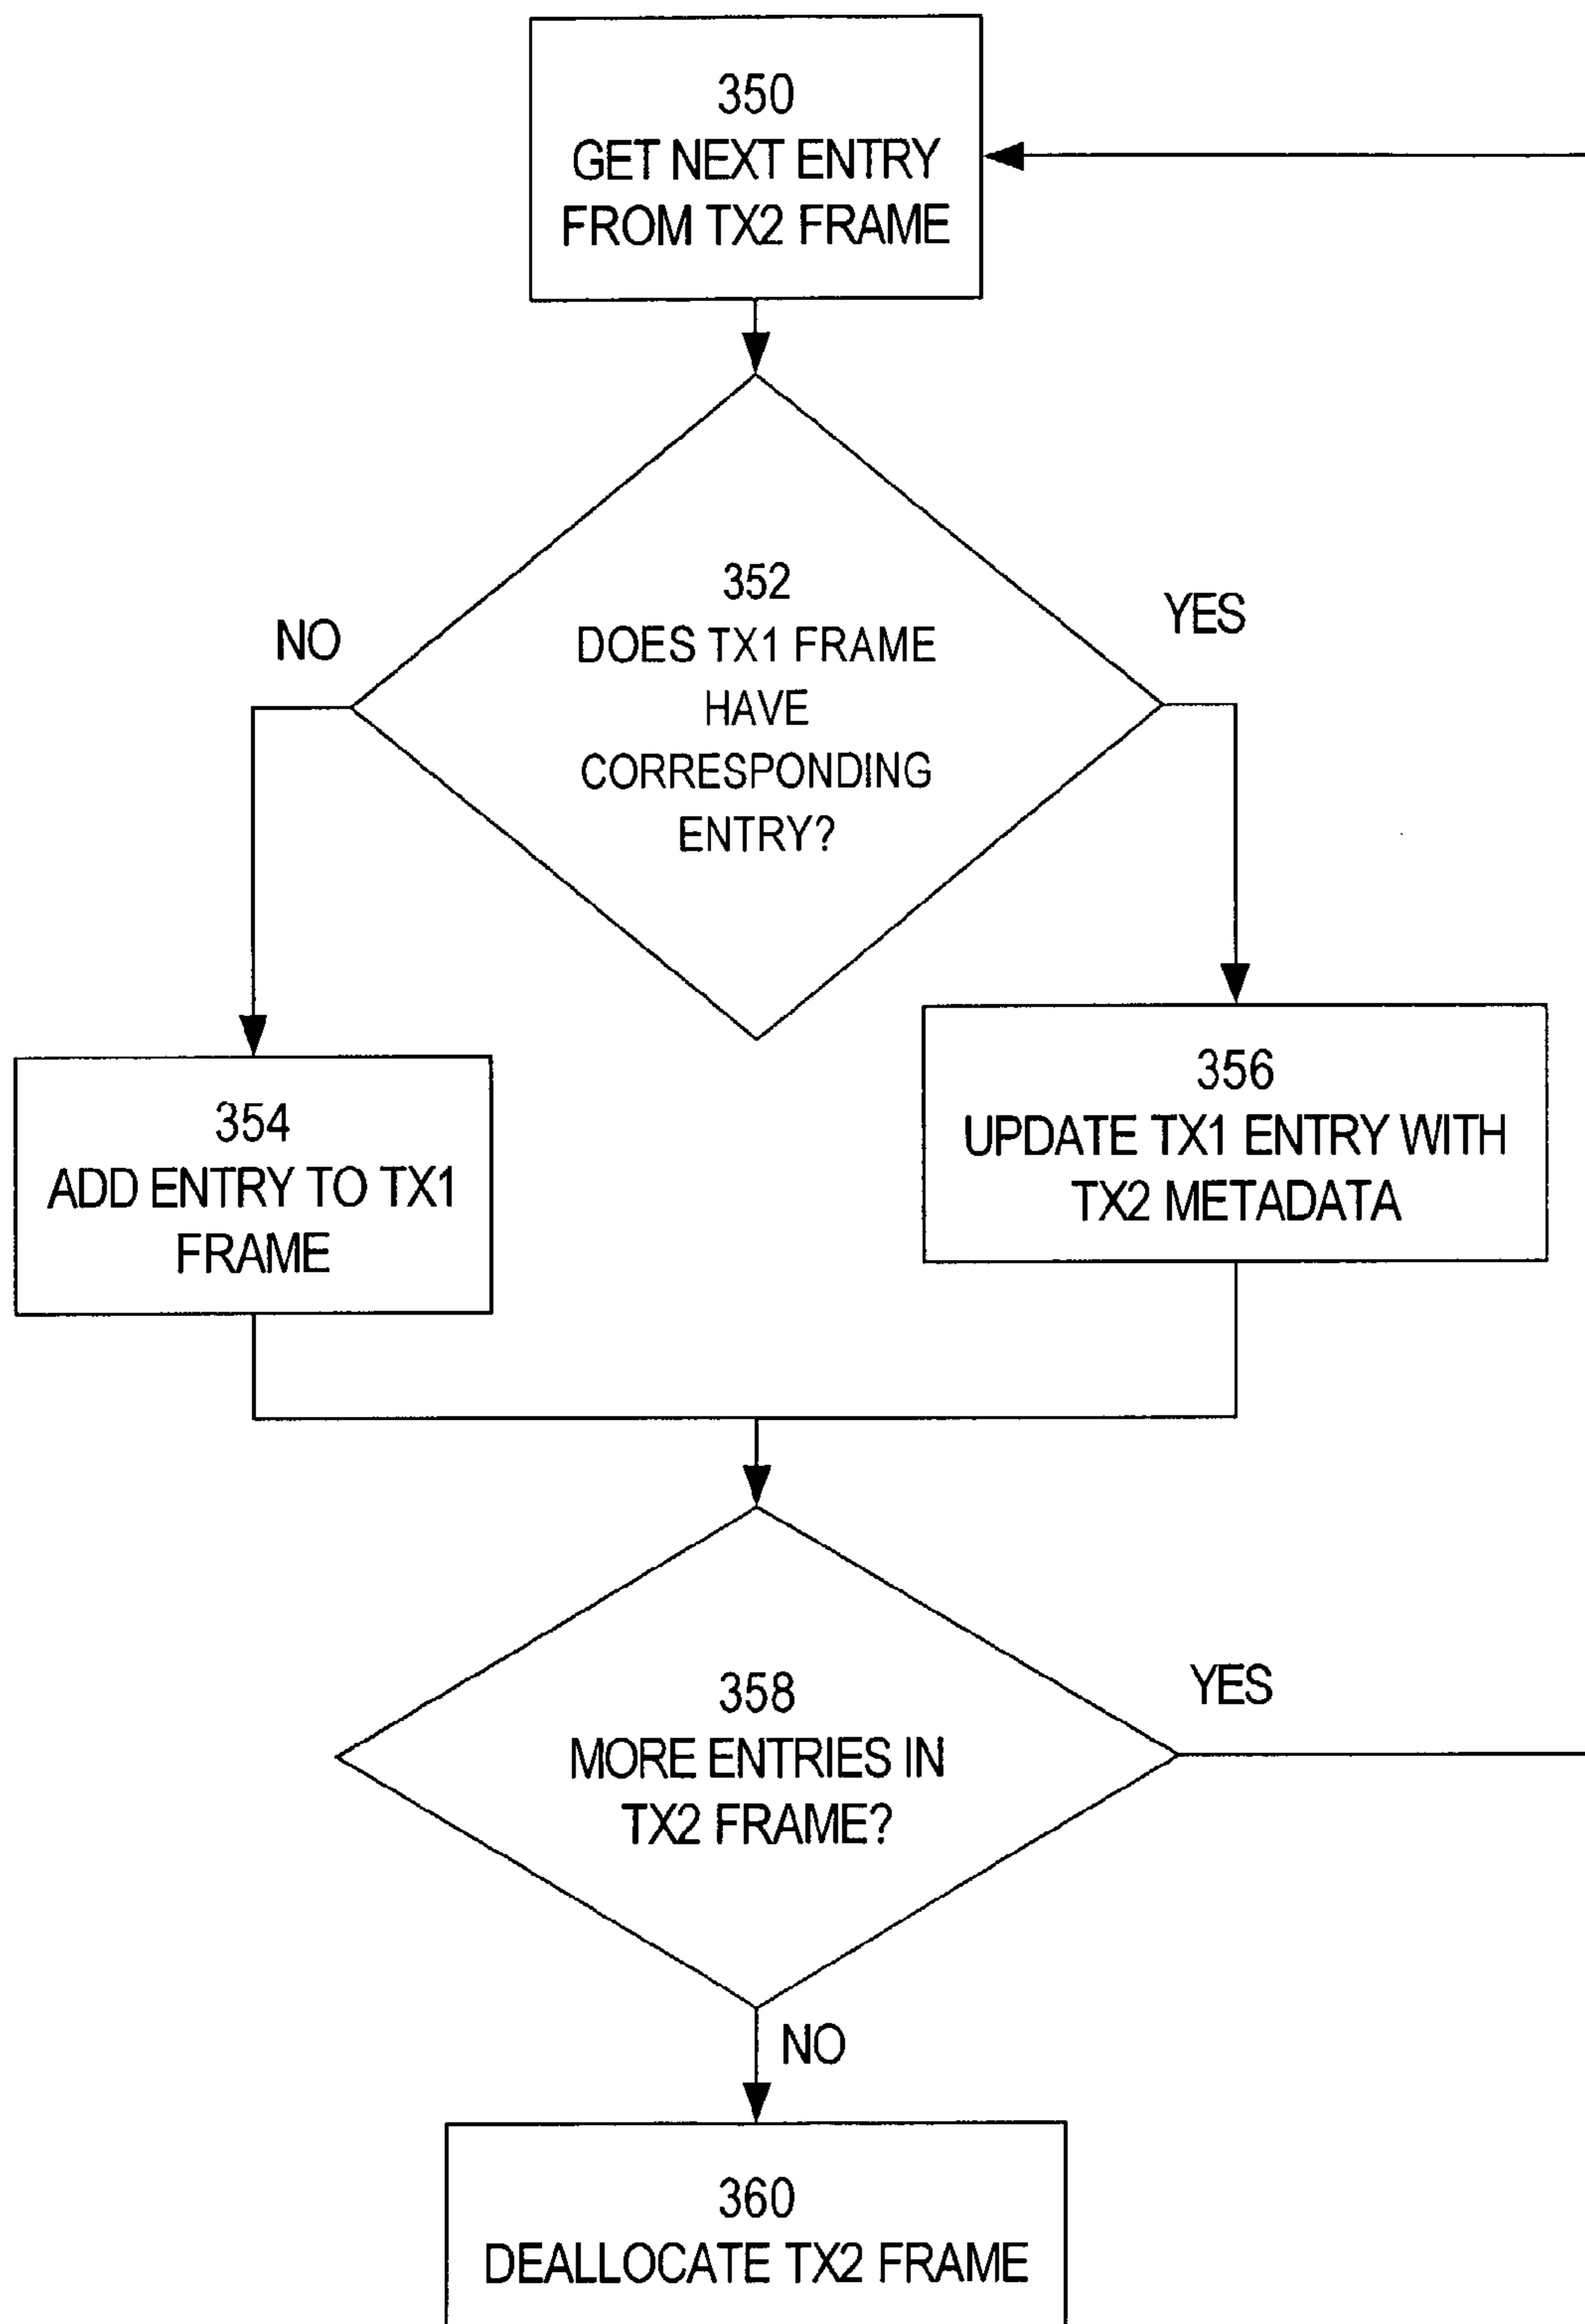 350
GET NEXT ENTRY
FROM TX2 FRAME
352
DOES TX1 FRAME
HAVE
CORRESPONDING
ENTRY?
NO
YES
354
ADD ENTRY TO TX1
FRAME
356
UPDATE TX1 ENTRY WITH
TX2 METADATA
358
MORE ENTRIES IN
TX2 FRAME?
YES
NO
360
DEALLOCATE TX2 FRAME